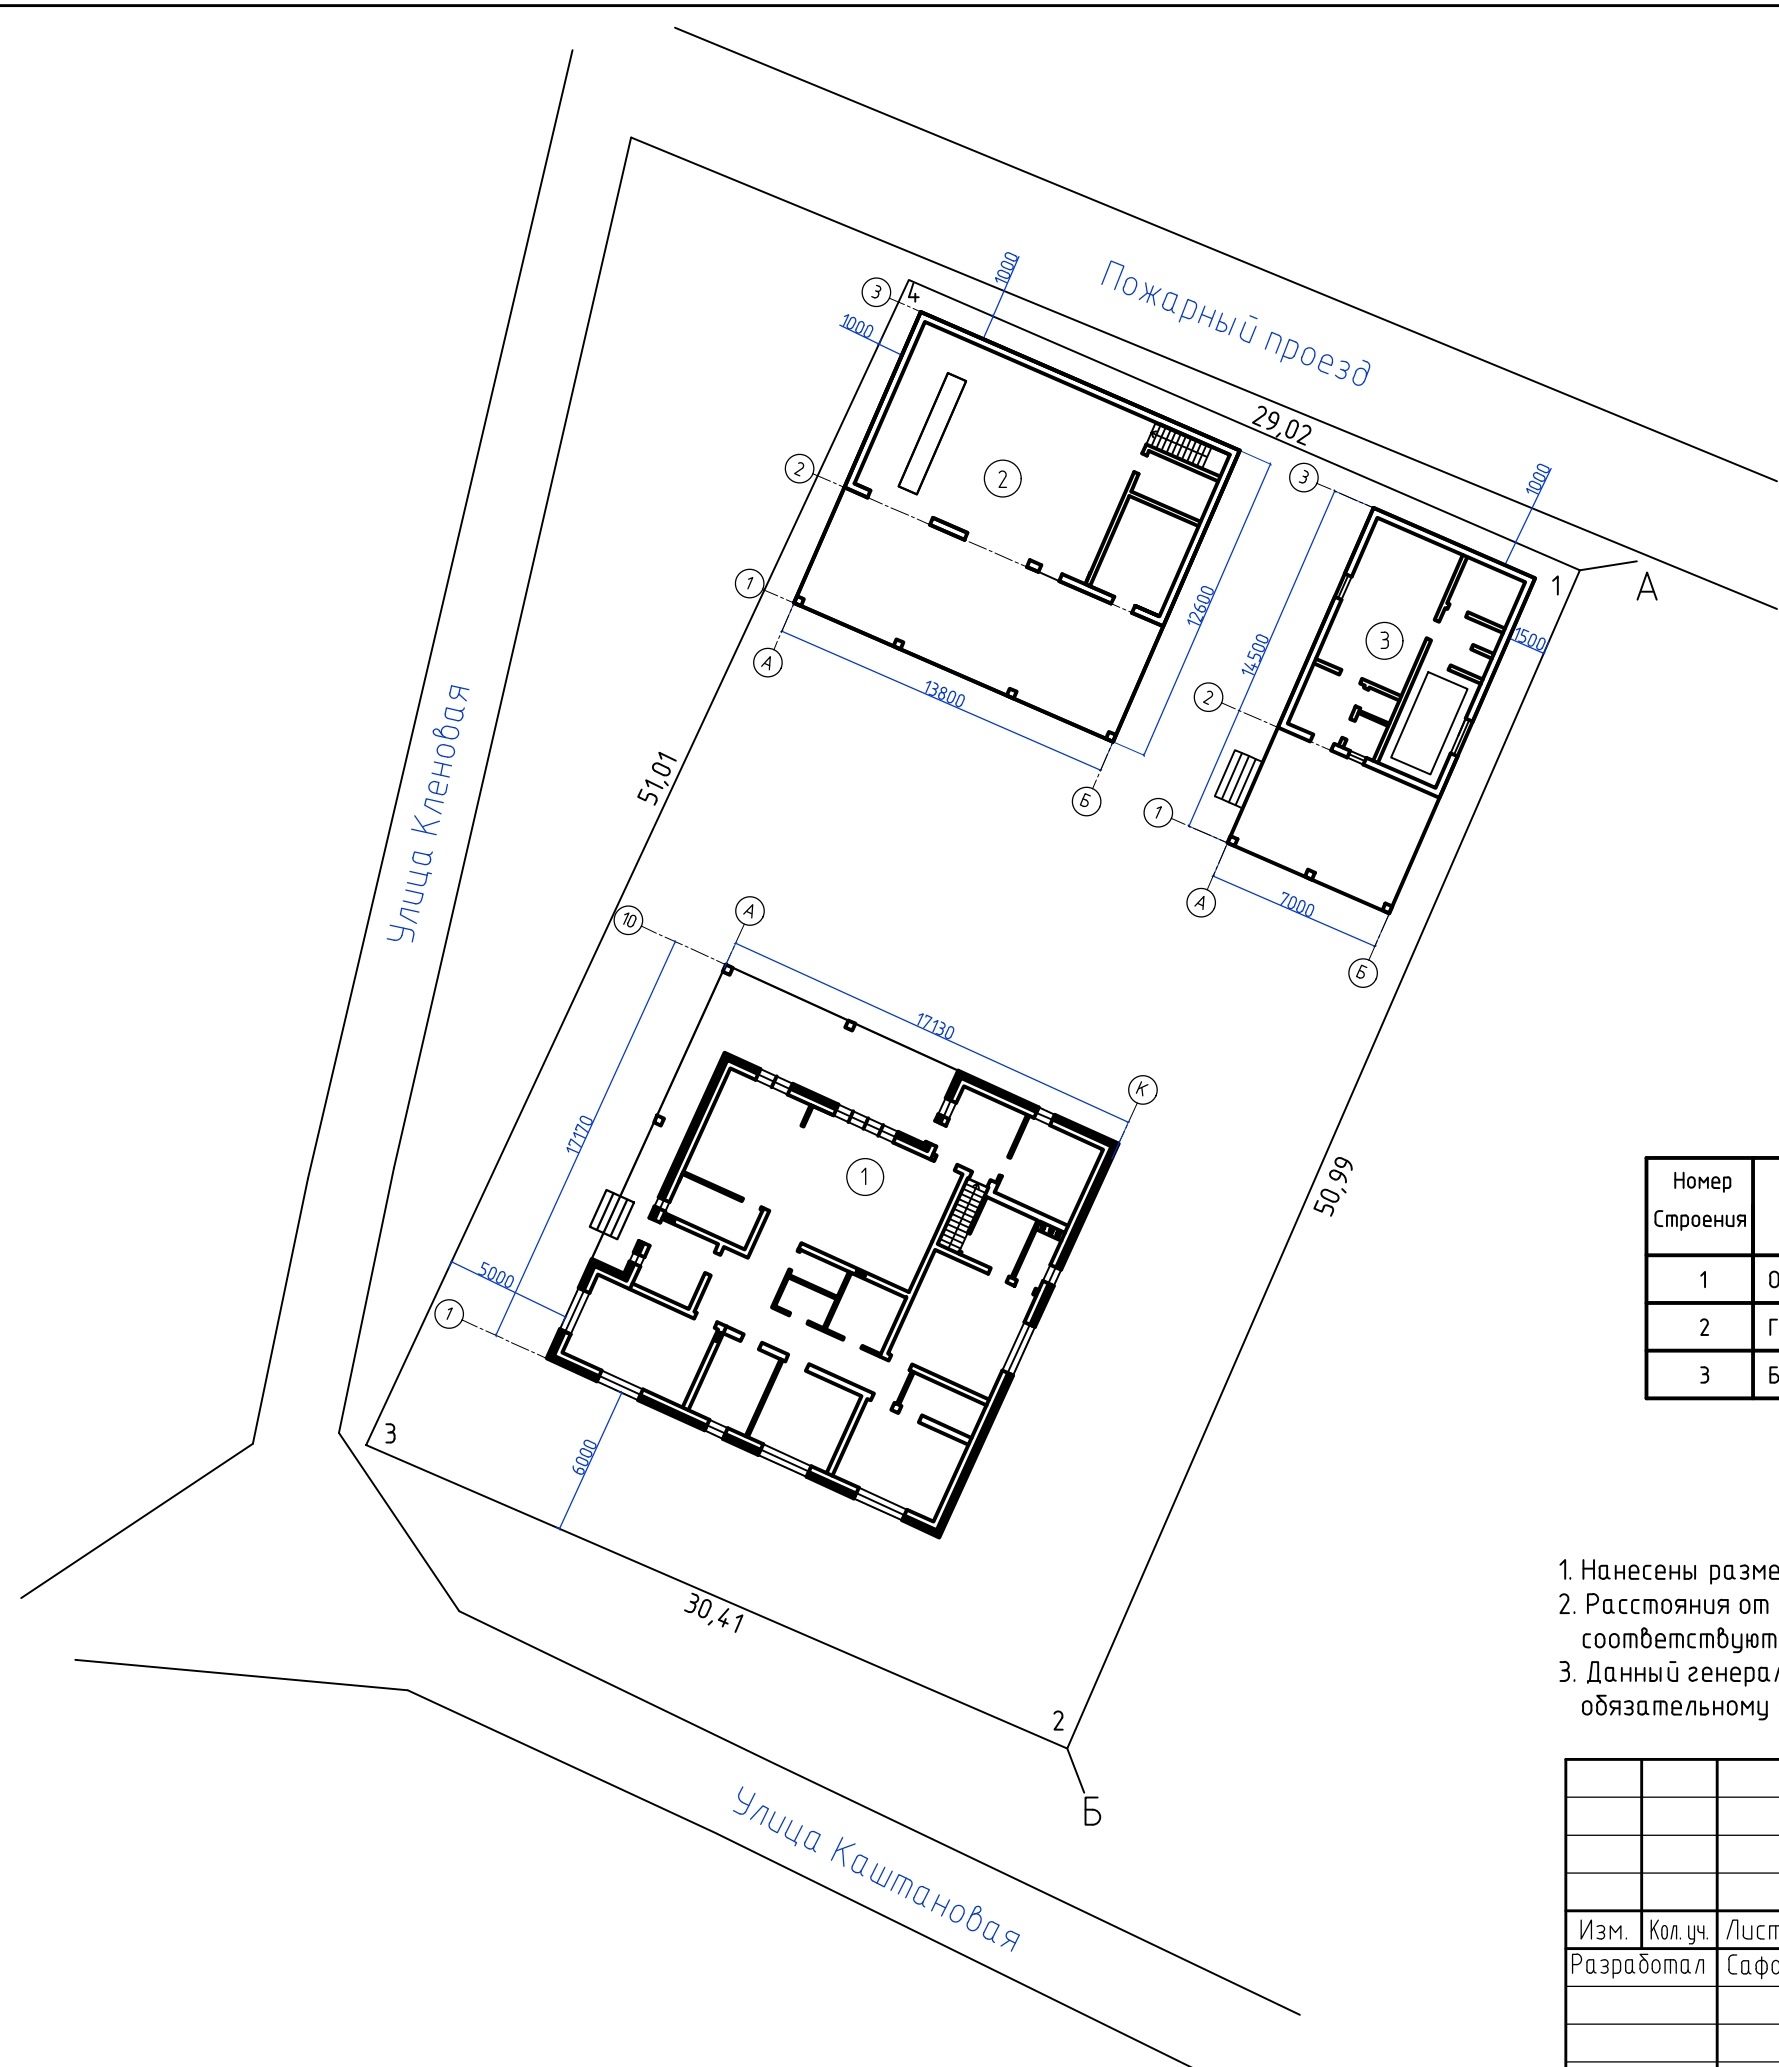 Пожарный проезд
Улица Кленовая
Улица Каштановая
1000
3
4
1000
29,02
2
2
3
1000
1
А
1
А
12600
13800
Б
14500
3
1500
2
1
51,01
А
7000
Б
10
А
17130
К
17170
1
50,99
5000
1
6000
3
30,41
2
Б
Номер
Строения
1 О
2 Г
3 Б
1. Нанесены разме
2. Расстояния от
соответствуют
3. Данный генерал
обязательному
Изм. Кол.уч. Лист
Разработал Сафо